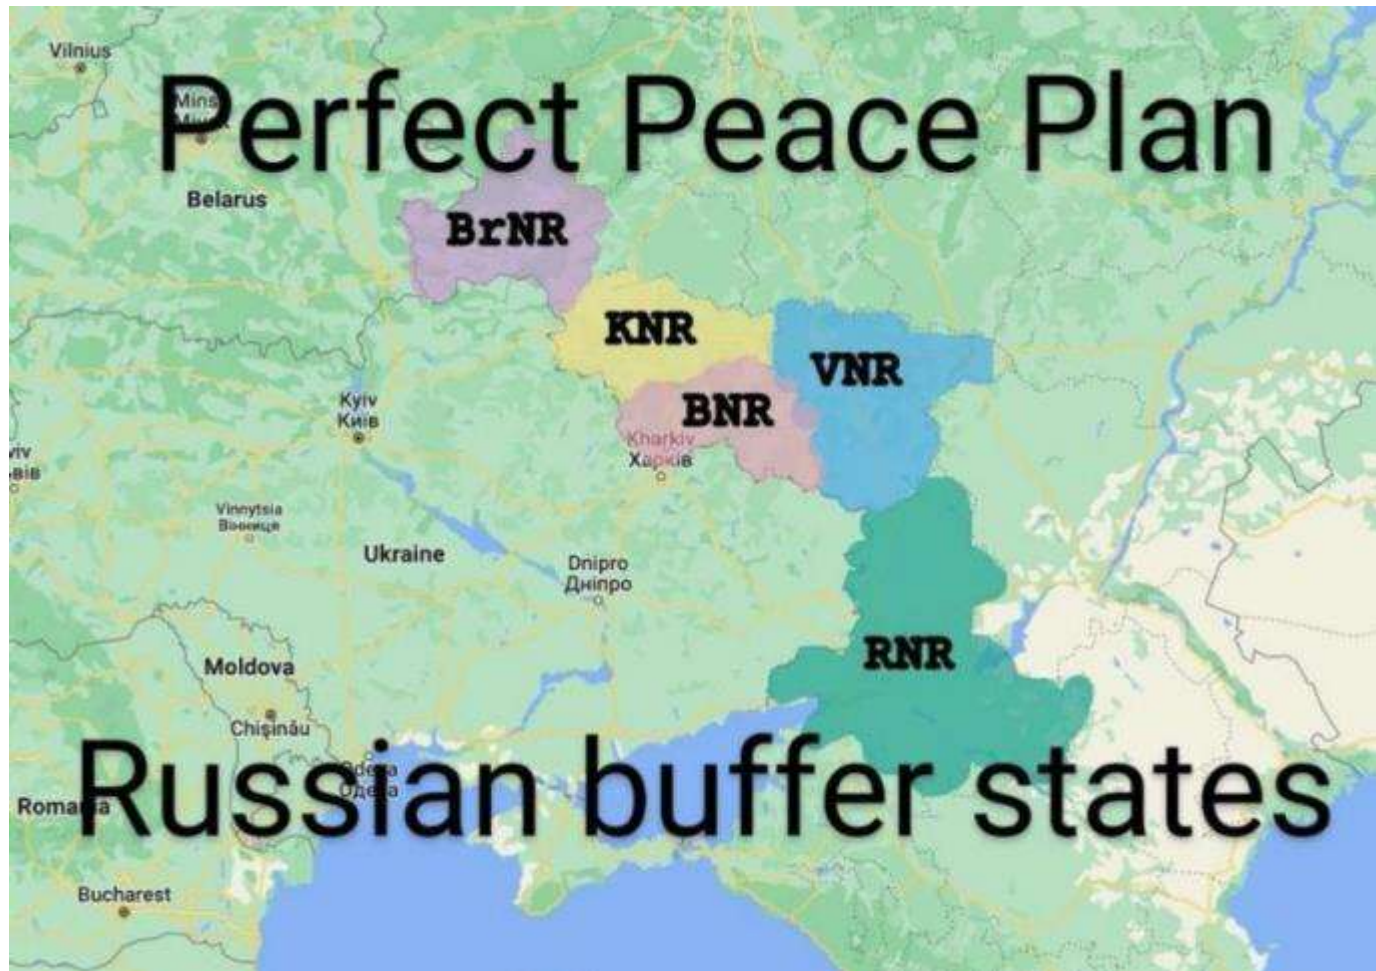 Vilnius
Perfect Peace Plan
Belarus
BrNR
KNR
VNR
BNR
Kyiv
Київ
Kharkiv
Харків
Vinnytsia
Вінниця
Ukraine
Dnipro
Дніпро
RNR
Moldova
Chișinău
Russian buffer states
Romania
Bucharest